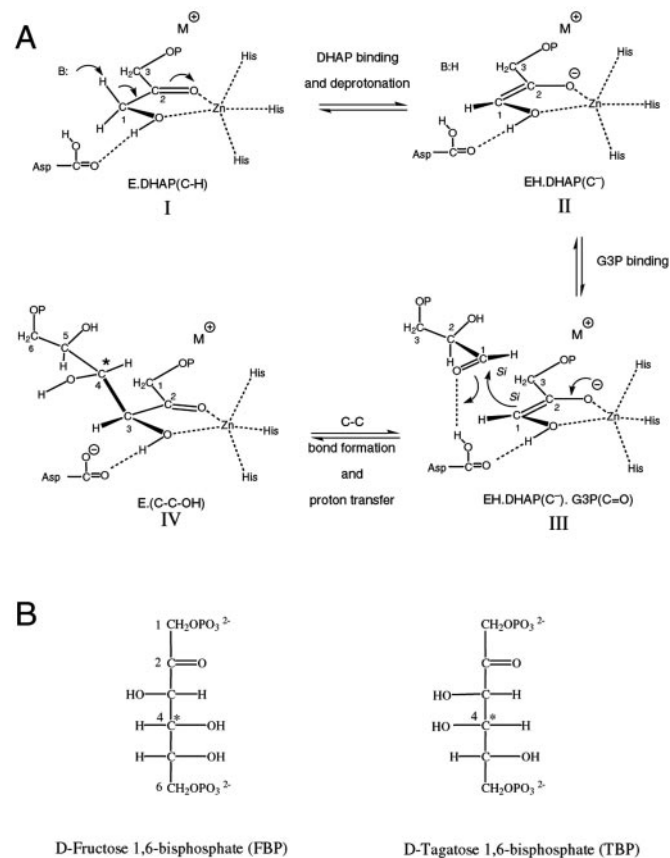 A
M⊕
OP
B:
H
H₂C
3
C
2
O
His
Zn
His
C
1
H
O
H
H
O
Asp
C
O
His
E.DHAP(C-H)
I
DHAP binding
and deprotonation
M⊕
OP
B:H
H₂C
3
C
2
O⊖
His
Zn
His
H
C
1
O
H
H
O
Asp
C
O
His
EH.DHAP(C⁻)
II
G3P binding
OP
H₂C
6
OH
5
H
*
H
4
H
O
M⊕
OP
H₂C
1
C
2
O
His
Zn
His
H
C
3
O
H
O⊖
Asp
C
O
His
E.(C-C-OH)
IV
C-C
bond formation
and
proton transfer
OP
H₂C
3
OH
2
H
1
C
H
O
Si
M⊕
OP
H₂C
3
Si
C
2
O⊖
His
Zn
His
H
C
1
O
H
H
O
Asp
C
O
His
EH.DHAP(C⁻). G3P(C=O)
III
B
1 CH₂OPO₃ ²⁻
2 C=O
HO-C-H
H-4 C*-OH
H-C-OH
6 CH₂OPO₃ ²⁻
D-Fructose 1,6-bisphosphate (FBP)
CH₂OPO₃ ²⁻
C=O
HO-C-H
HO-4 C*-H
H-C-OH
CH₂OPO₃ ²⁻
D-Tagatose 1,6-bisphosphate (TBP)